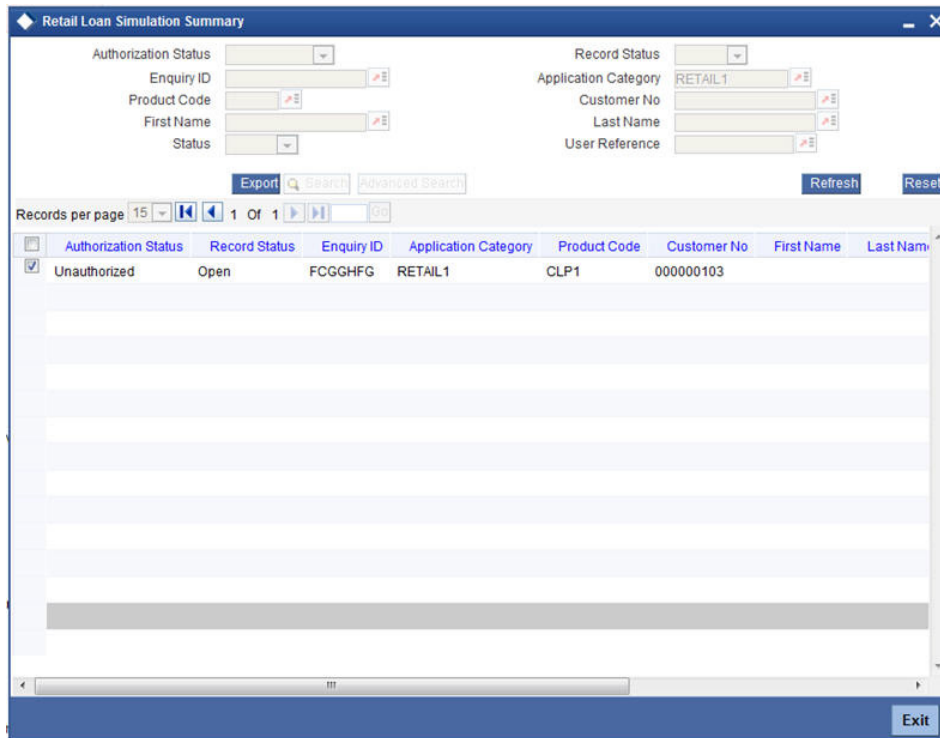 Retail Loan Simulation Summary
Authorization Status Record Status
Enquiry ID Application Category RETAIL1
Product Code Customer No
First Name Last Name
Status User Reference
Export Search Advanced Search Refresh Reset
Records per page 15 1 Of 1 Go
Authorization Status Record Status Enquiry ID Application Category Product Code Customer No First Name Last Name
Unauthorized Open FCGGHFG RETAIL1 CLP1 000000103
Exit